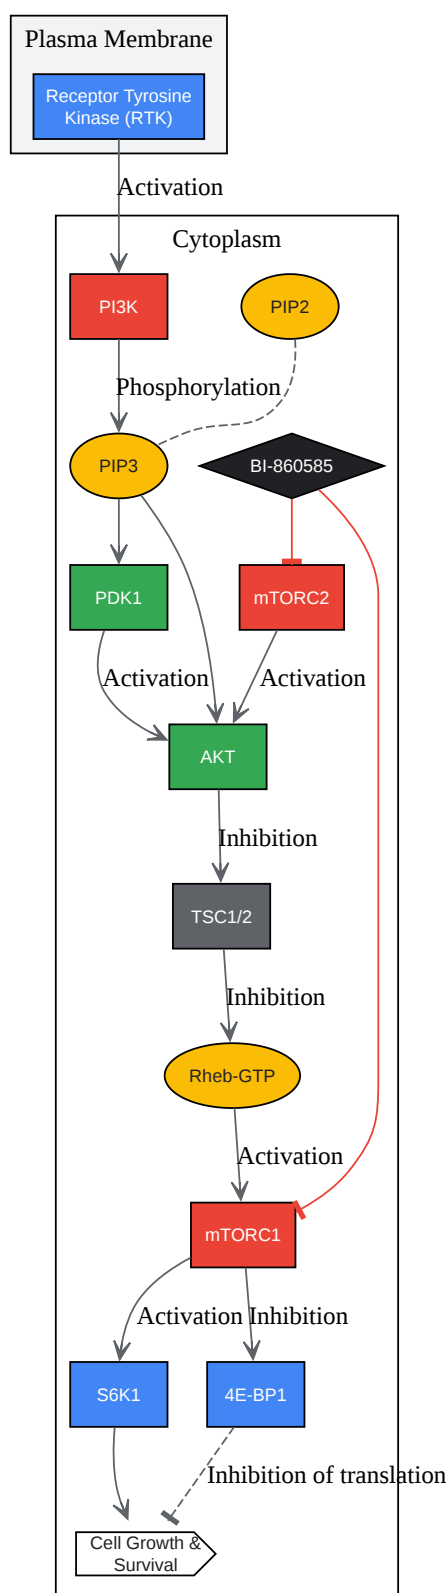 Plasma Membrane
Receptor Tyrosine
Kinase (RTK)
Activation
Cytoplasm
PI3K
PIP2
Phosphorylation
PIP3
BI-860585
PDK1
mTORC2
Activation
Activation
AKT
Inhibition
TSC1/2
Inhibition
Rheb-GTP
Activation
mTORC1
Activation
Inhibition
S6K1
4E-BP1
Inhibition of translation
Cell Growth &
Survival